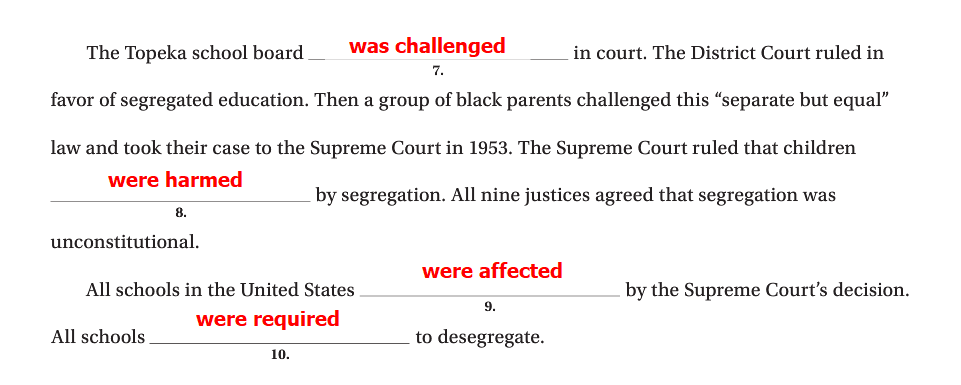 The Topeka school board __ was challenged ____ in court. The District Court ruled in
7.
favor of segregated education. Then a group of black parents challenged this “separate but equal”
law and took their case to the Supreme Court in 1953. The Supreme Court ruled that children
were harmed by segregation. All nine justices agreed that segregation was
8.
unconstitutional.
All schools in the United States were affected by the Supreme Court’s decision.
9.
All schools were required to desegregate.
10.